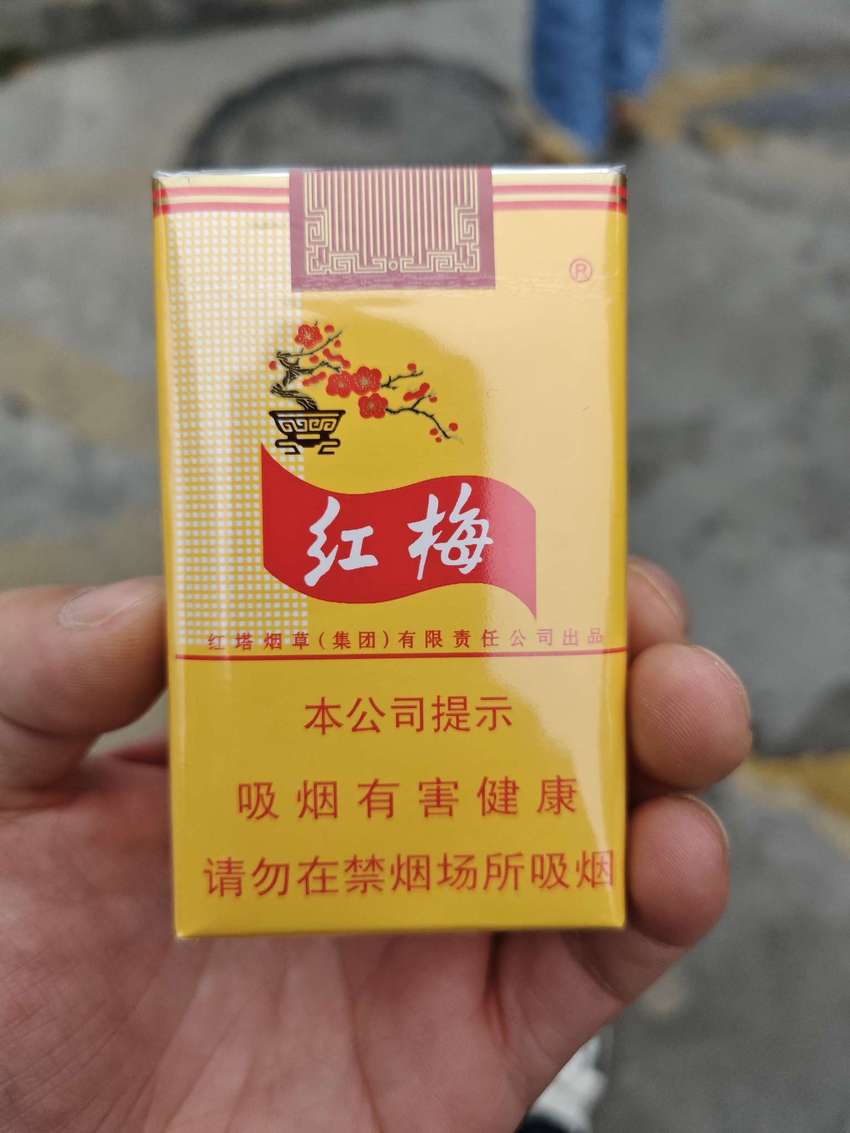 ®
红梅
红塔烟草(集团)有限责任公司出品
本公司提示
吸烟有害健康
请勿在禁烟场所吸烟